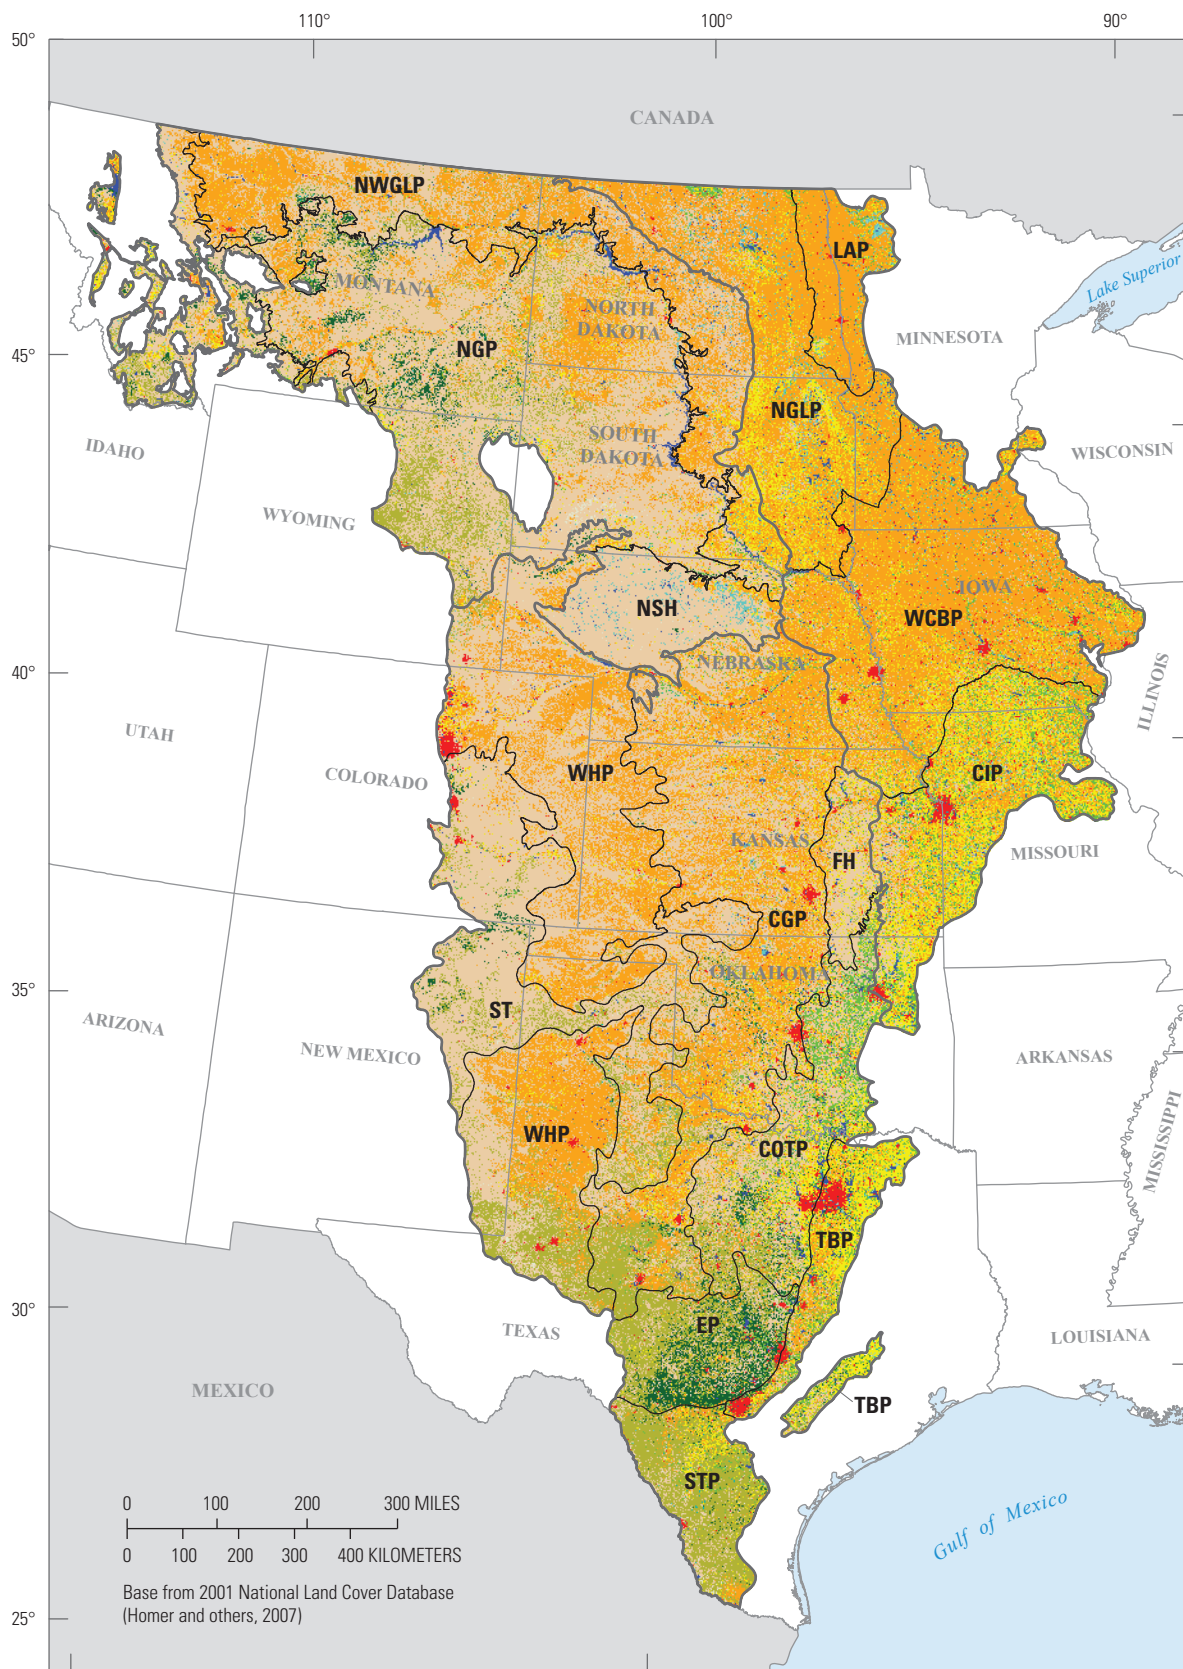 110°
100°
90°
50°
CANADA
NWGLP
LAP
Lake Superior
MONTANA
NORTH
DAKOTA
MINNESOTA
45°
NGP
NGLP
SOUTH
DAKOTA
IDAHO
WISCONSIN
WYOMING
IOWA
NSH
WCBP
NEBRASKA
40°
ILLINOIS
UTAH
COLORADO
WHP
CIP
KANSAS
FH
MISSOURI
CGP
OKLAHOMA
35°
ST
ARIZONA
NEW MEXICO
ARKANSAS
MISSISSIPPI
WHP
COTP
TBP
30°
TEXAS
EP
LOUISIANA
MEXICO
TBP
STP
0 100 200 300 MILES
0 100 200 300 400 KILOMETERS
Gulf of Mexico
Base from 2001 National Land Cover Database
(Homer and others, 2007)
25°